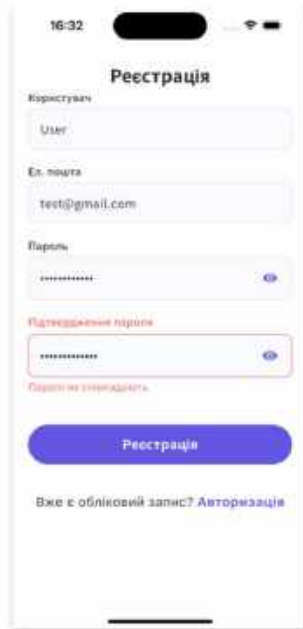 16:32
Реєстрація
Користувач
User
Ел. пошта
test@gmail.com
Пароль
Підтвердження пароля
Паролі не співпадають
Реєстрація
Вже є обліковий запис? Авторизація